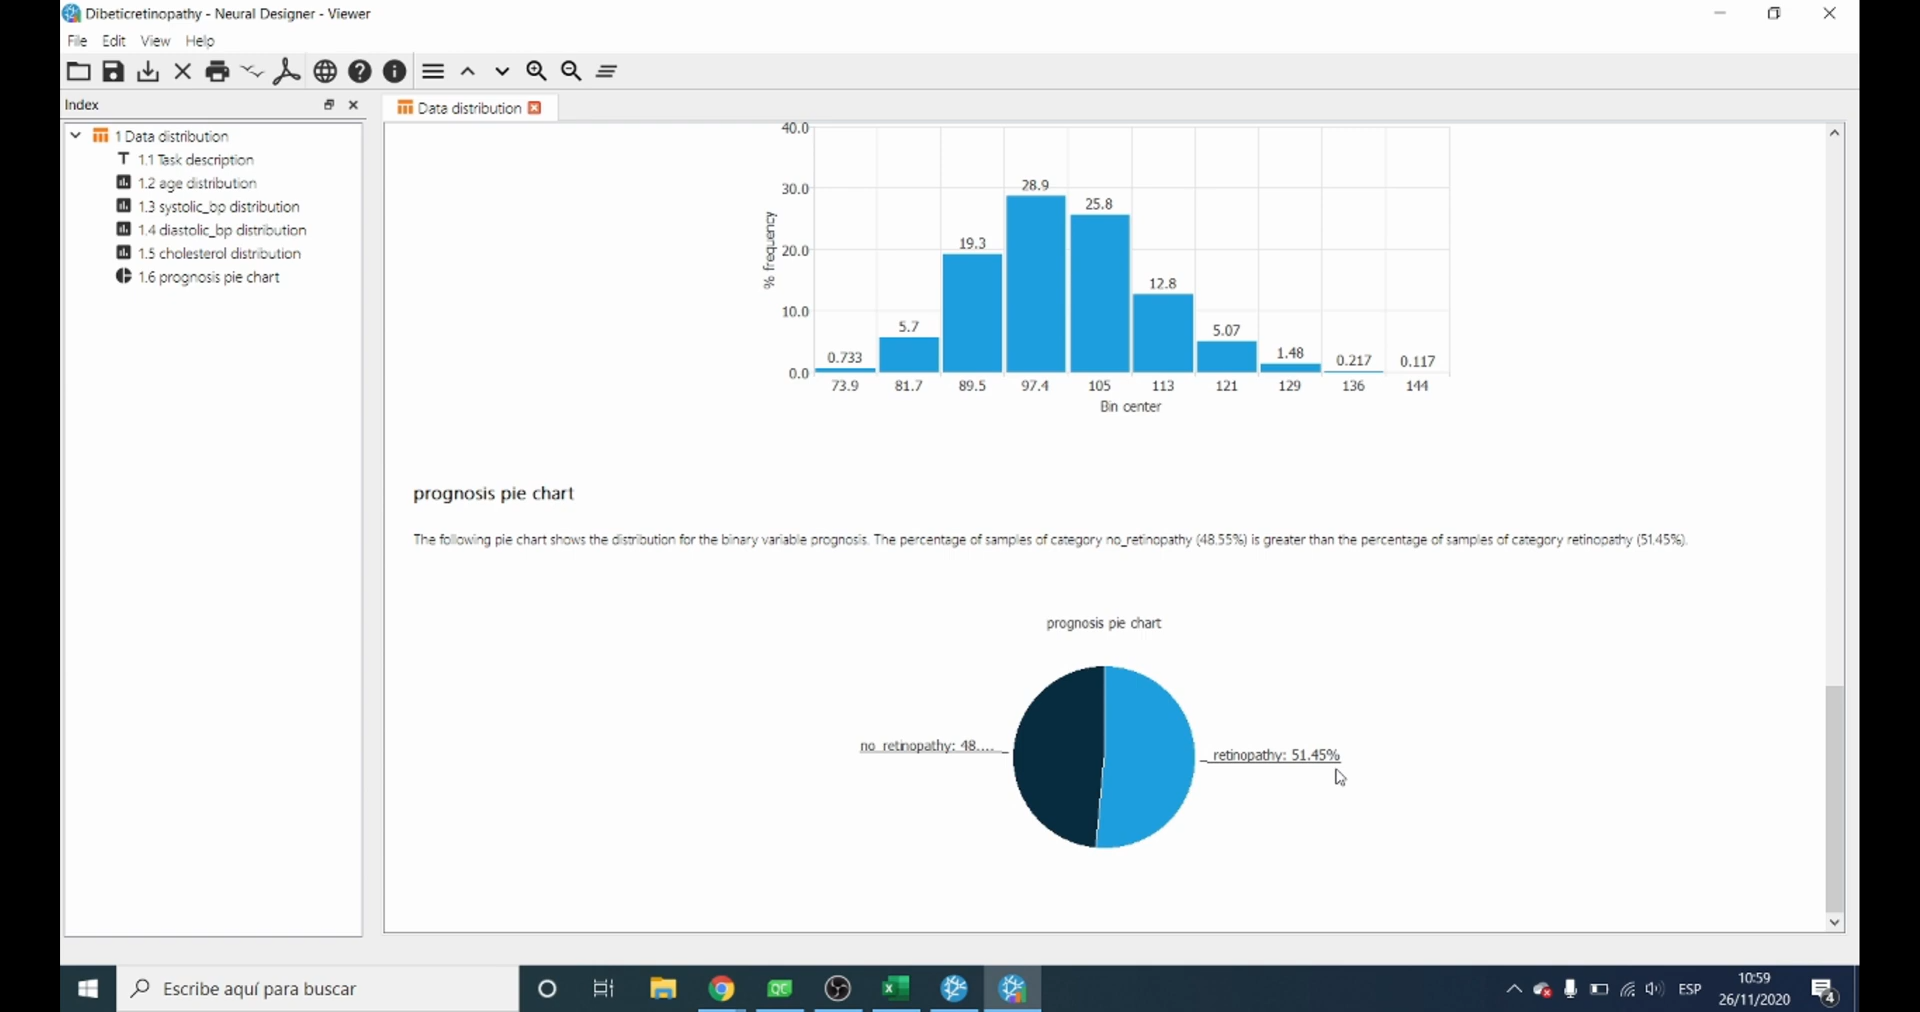 Dibeticretinopathy - Neural Designer - Viewer
File Edit View Help
Index
Data distribution
1 Data distribution
1.1 Task description
1.2 age distribution
1.3 systolic_bp distribution
1.4 diastolic_bp distribution
1.5 cholesterol distribution
1.6 prognosis pie chart
40.0
30.0
20.0
10.0
0.0
% frequency
0.733 5.7 19.3 28.9 25.8 12.8 5.07 1.48 0.217 0.117
73.9 81.7 89.5 97.4 105 113 121 129 136 144
Bin center
prognosis pie chart
The following pie chart shows the distribution for the binary variable prognosis. The percentage of samples of category no_retinopathy (48.55%) is greater than the percentage of samples of category retinopathy (51.45%).
prognosis pie chart
no_retinopathy: 48....
retinopathy: 51.45%
Escribe aquí para buscar
QC
ESP
10:59
26/11/2020
4